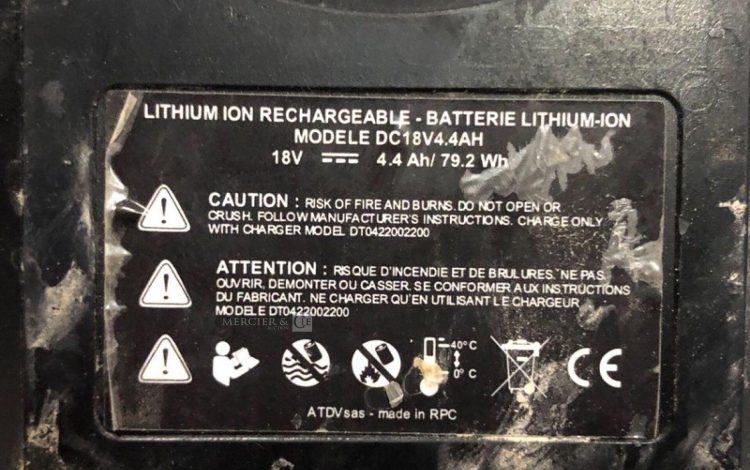 LITHIUM ION RECHARGEABLE - BATTERIE LITHIUM-ION
MODELE DC18V4.4AH
18V ⎓ 4.4 Ah/ 79.2 Wh
CAUTION : RISK OF FIRE AND BURNS. DO NOT OPEN OR
CRUSH. FOLLOW MANUFACTURER'S INSTRUCTIONS. CHARGE ONLY
WITH CHARGER MODEL DT0422002200
ATTENTION : RISQUE D'INCENDIE ET DE BRULURES. NE PAS
OUVRIR, DEMONTER OU CASSER. SE CONFORMER AUX INSTRUCTIONS
DU FABRICANT. NE CHARGER QU'EN UTILISANT LE CHARGEUR
MODELE DT0422002200
MERCIER & CIE
40°C
0°C
CE
ATDVsas - made in RPC